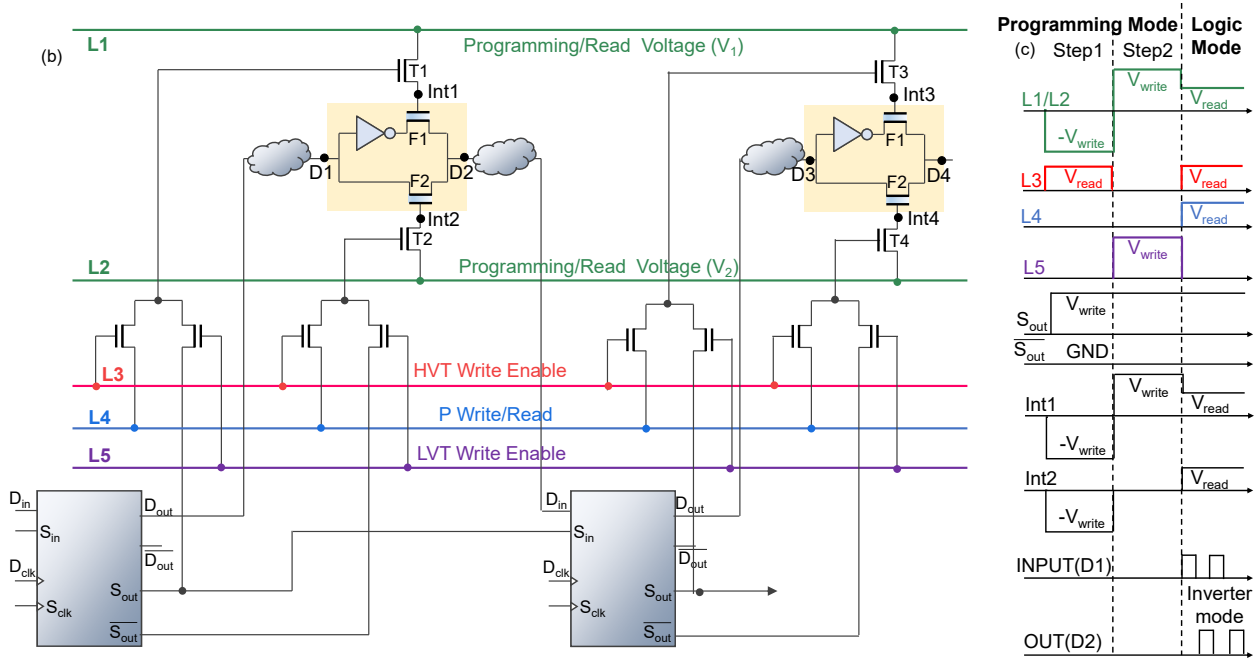 (b)
L1
Programming/Read Voltage (V1)
T1
T3
Int1
Int3
F1
F1
D1
D2
D3
D4
F2
F2
Int2
Int4
T2
T4
L2
Programming/Read Voltage (V2)
L3
HVT Write Enable
L4
P Write/Read
L5
LVT Write Enable
Din
Dout
Sin
Dout
Dclk
Sout
Sclk
Sout
Din
Dout
Sin
Dout
Dclk
Sout
Sclk
Sout
Programming Mode
Logic
Mode
(c)
Step1
Step2
L1/L2
Vwrite
Vread
-Vwrite
L3
Vread
Vread
L4
Vread
L5
Vwrite
Sout
Vwrite
Sout
GND
Int1
Vwrite
Vread
-Vwrite
Int2
Vread
-Vwrite
INPUT(D1)
Inverter
mode
OUT(D2)